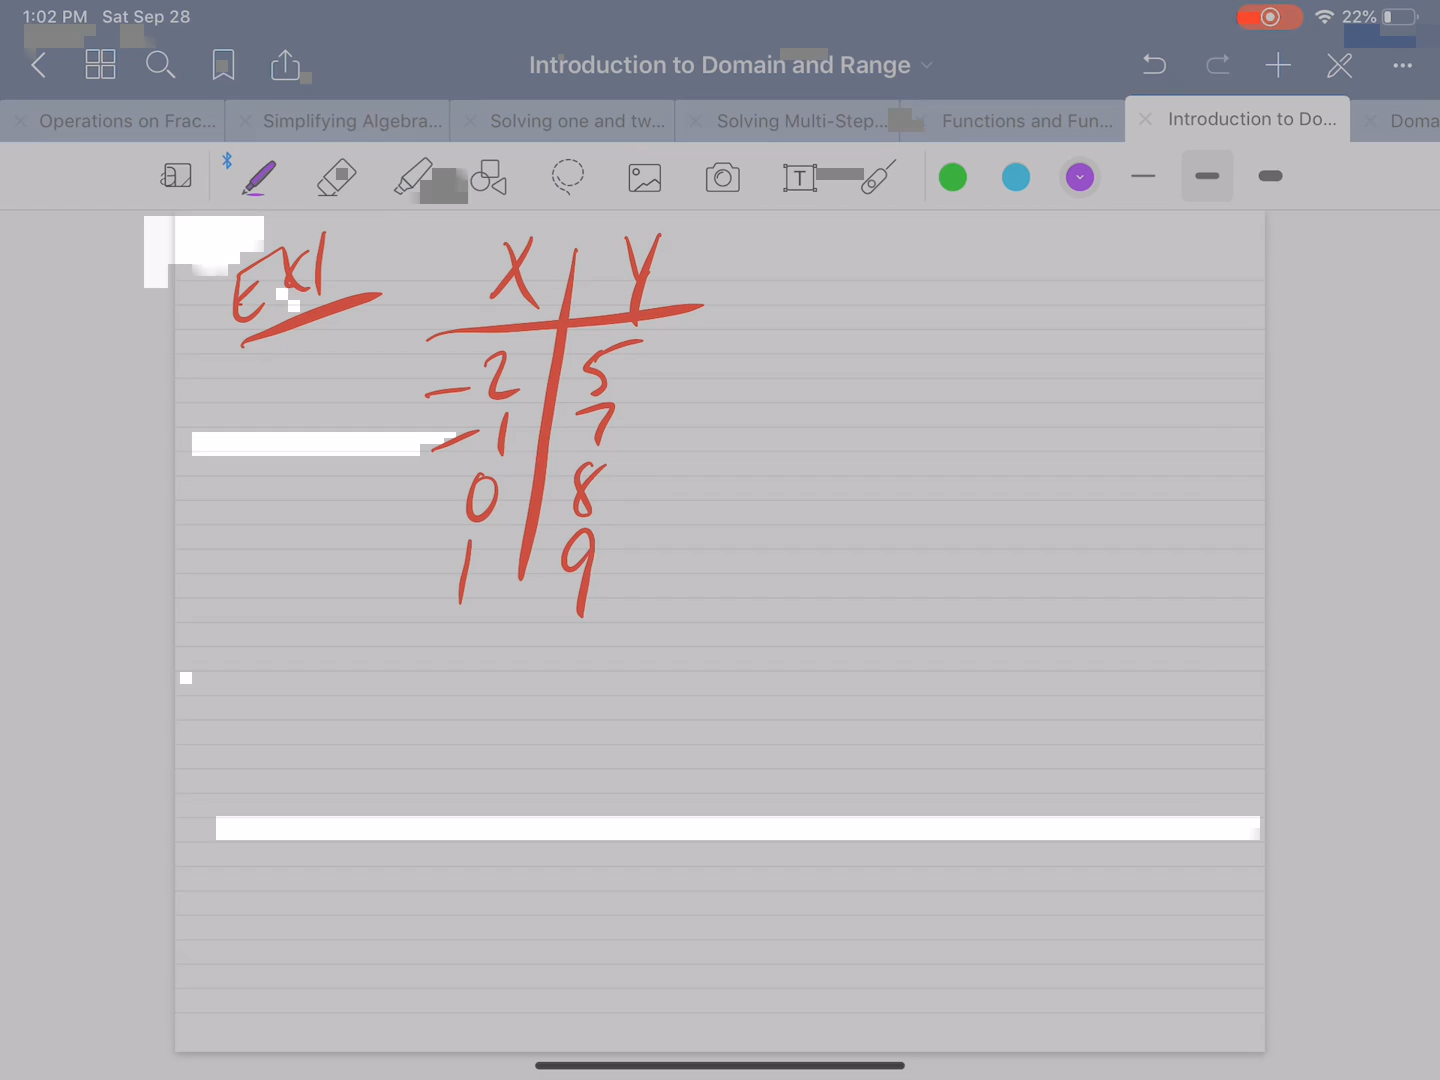 1:02 PM Sat Sep 28 22%
Introduction to Domain and Range
Operations on Frac... Simplifying Algebra... Solving one and tw... Solving Multi-Step... Functions and Fun... Introduction to Do... Doma
a T
Ex1 X Y
-2 5
-1 7
0 8
1 9